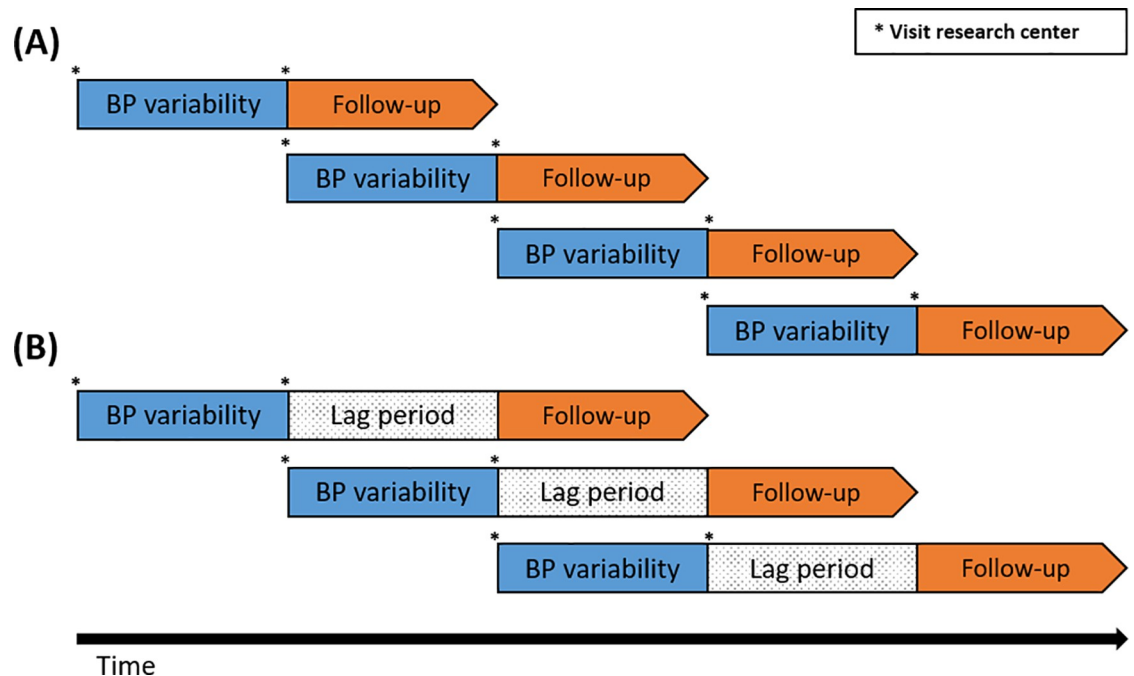 * Visit research center
(A)
* *
BP variability Follow-up
* *
BP variability Follow-up
* *
BP variability Follow-up
* *
BP variability Follow-up
(B)
* *
BP variability Lag period Follow-up
* *
BP variability Lag period Follow-up
* *
BP variability Lag period Follow-up
Time